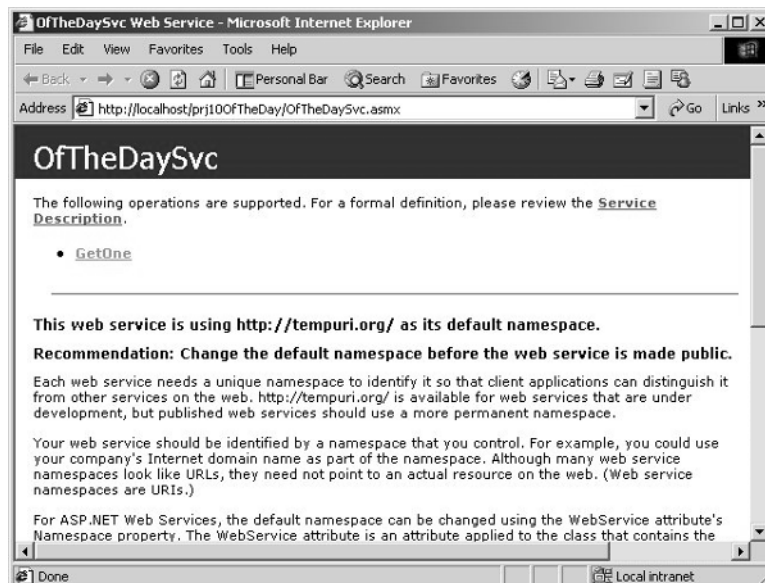 OfTheDaySvc Web Service - Microsoft Internet Explorer
File Edit View Favorites Tools Help
Back Personal Bar Search Favorites
Address http://localhost/prj10OfTheDay/OfTheDaySvc.asmx Go Links »
OfTheDaySvc
The following operations are supported. For a formal definition, please review the Service
Description.
• GetOne
This web service is using http://tempuri.org/ as its default namespace.
Recommendation: Change the default namespace before the web service is made public.
Each web service needs a unique namespace to identify it so that client applications can distinguish it
from other services on the web. http://tempuri.org/ is available for web services that are under
development, but published web services should use a more permanent namespace.
Your web service should be identified by a namespace that you control. For example, you could use
your company's Internet domain name as part of the namespace. Although many web service
namespaces look like URLs, they need not point to an actual resource on the web. (Web service
namespaces are URIs.)
For ASP.NET Web Services, the default namespace can be changed using the WebService attribute's
Namespace property. The WebService attribute is an attribute applied to the class that contains the
Done Local intranet